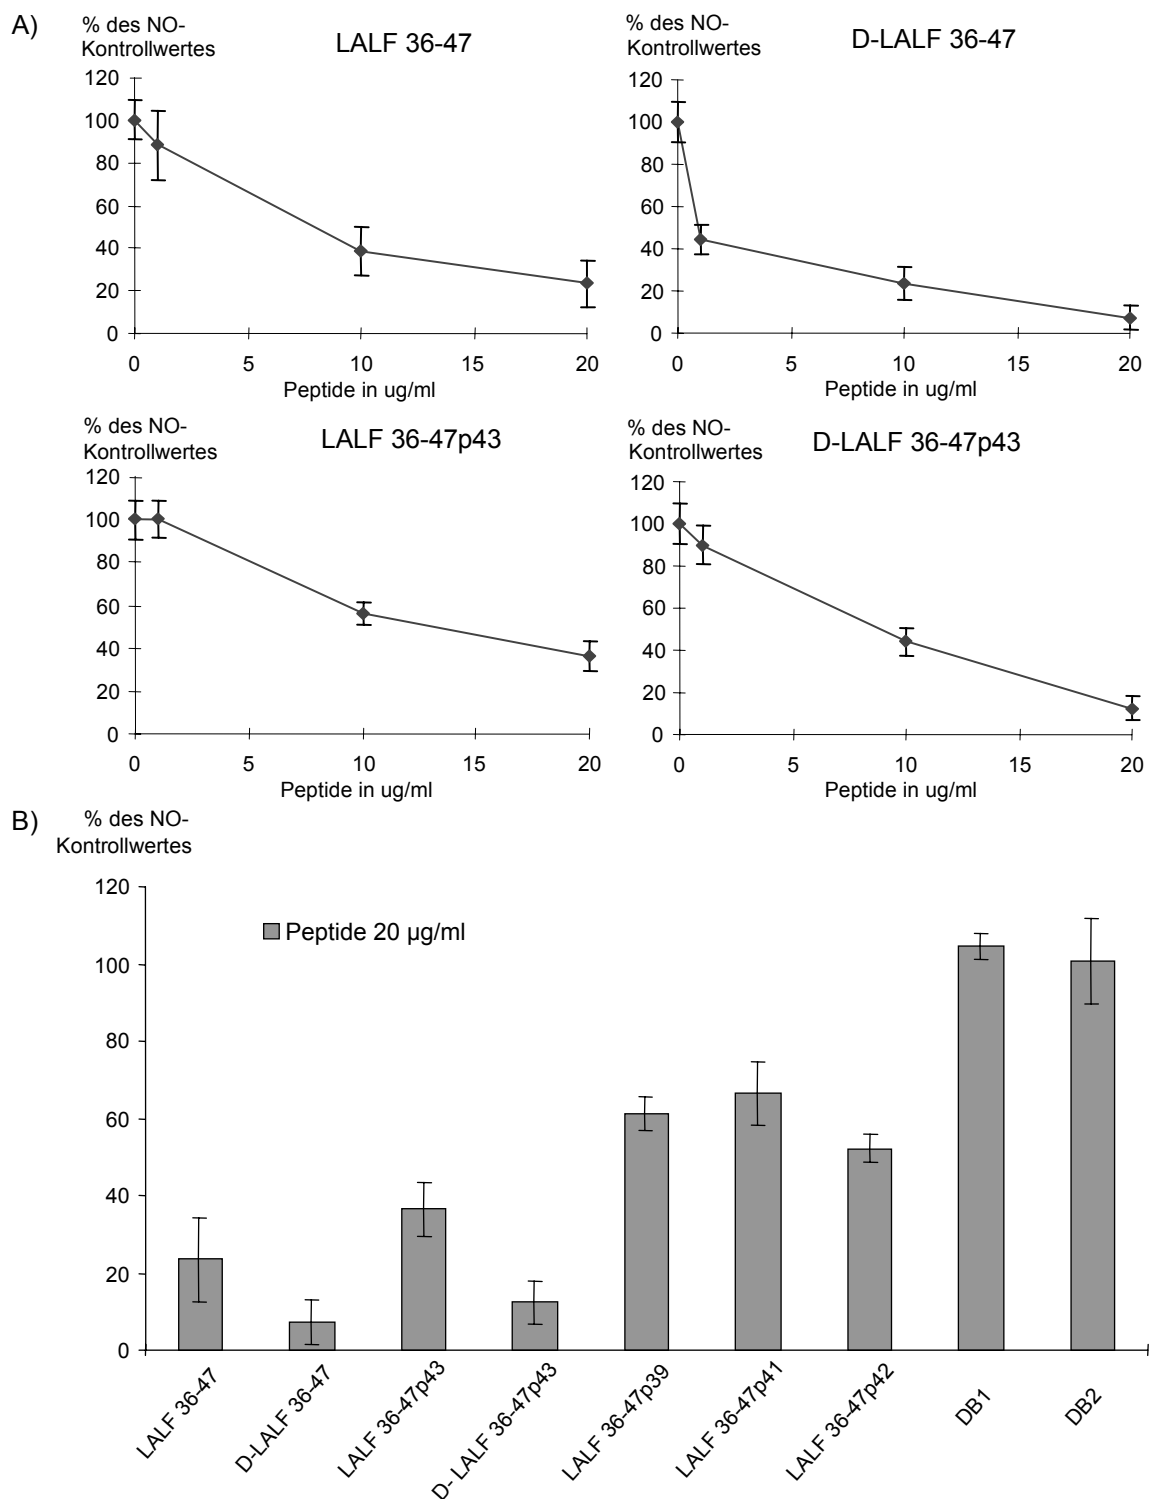 A)
% des NO-
Kontrollwertes
LALF 36-47
120
100
80
60
40
20
0
0 5 10 15 20
Peptide in ug/ml
% des NO-
Kontrollwertes
D-LALF 36-47
120
100
80
60
40
20
0
0 5 10 15 20
Peptide in ug/ml
% des NO-
Kontrollwertes
LALF 36-47p43
120
100
80
60
40
20
0
0 5 10 15 20
Peptide in ug/ml
% des NO-
Kontrollwertes
D-LALF 36-47p43
120
100
80
60
40
20
0
0 5 10 15 20
Peptide in ug/ml
B)
% des NO-
Kontrollwertes
120
100
80
60
40
20
0
Peptide 20 µg/ml
LALF 36-47
D-LALF 36-47
LALF 36-47p43
D- LALF 36-47p43
LALF 36-47p39
LALF 36-47p41
LALF 36-47p42
DB1
DB2